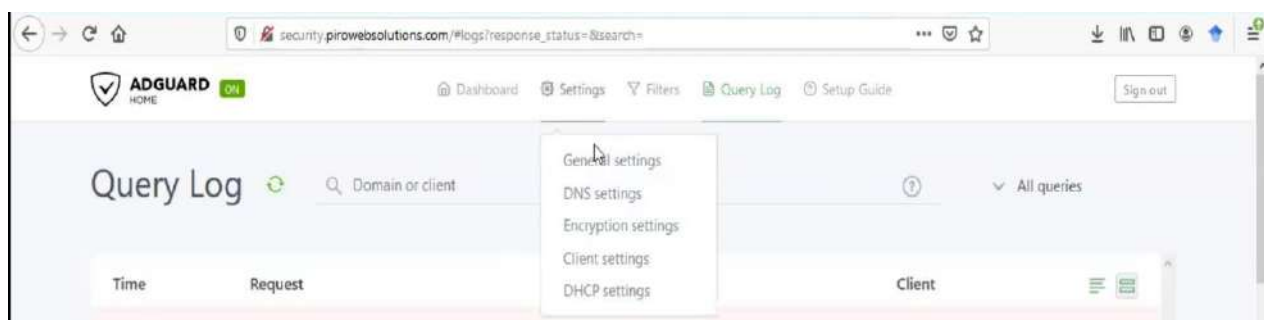 security.pirowebsolutions.com/#logs?response_status=&search=
ADGUARD
HOME
ON
Dashboard
Settings
Filters
Query Log
Setup Guide
Sign out
General settings
DNS settings
Encryption settings
Client settings
DHCP settings
Query Log
Domain or client
All queries
Time
Request
Client